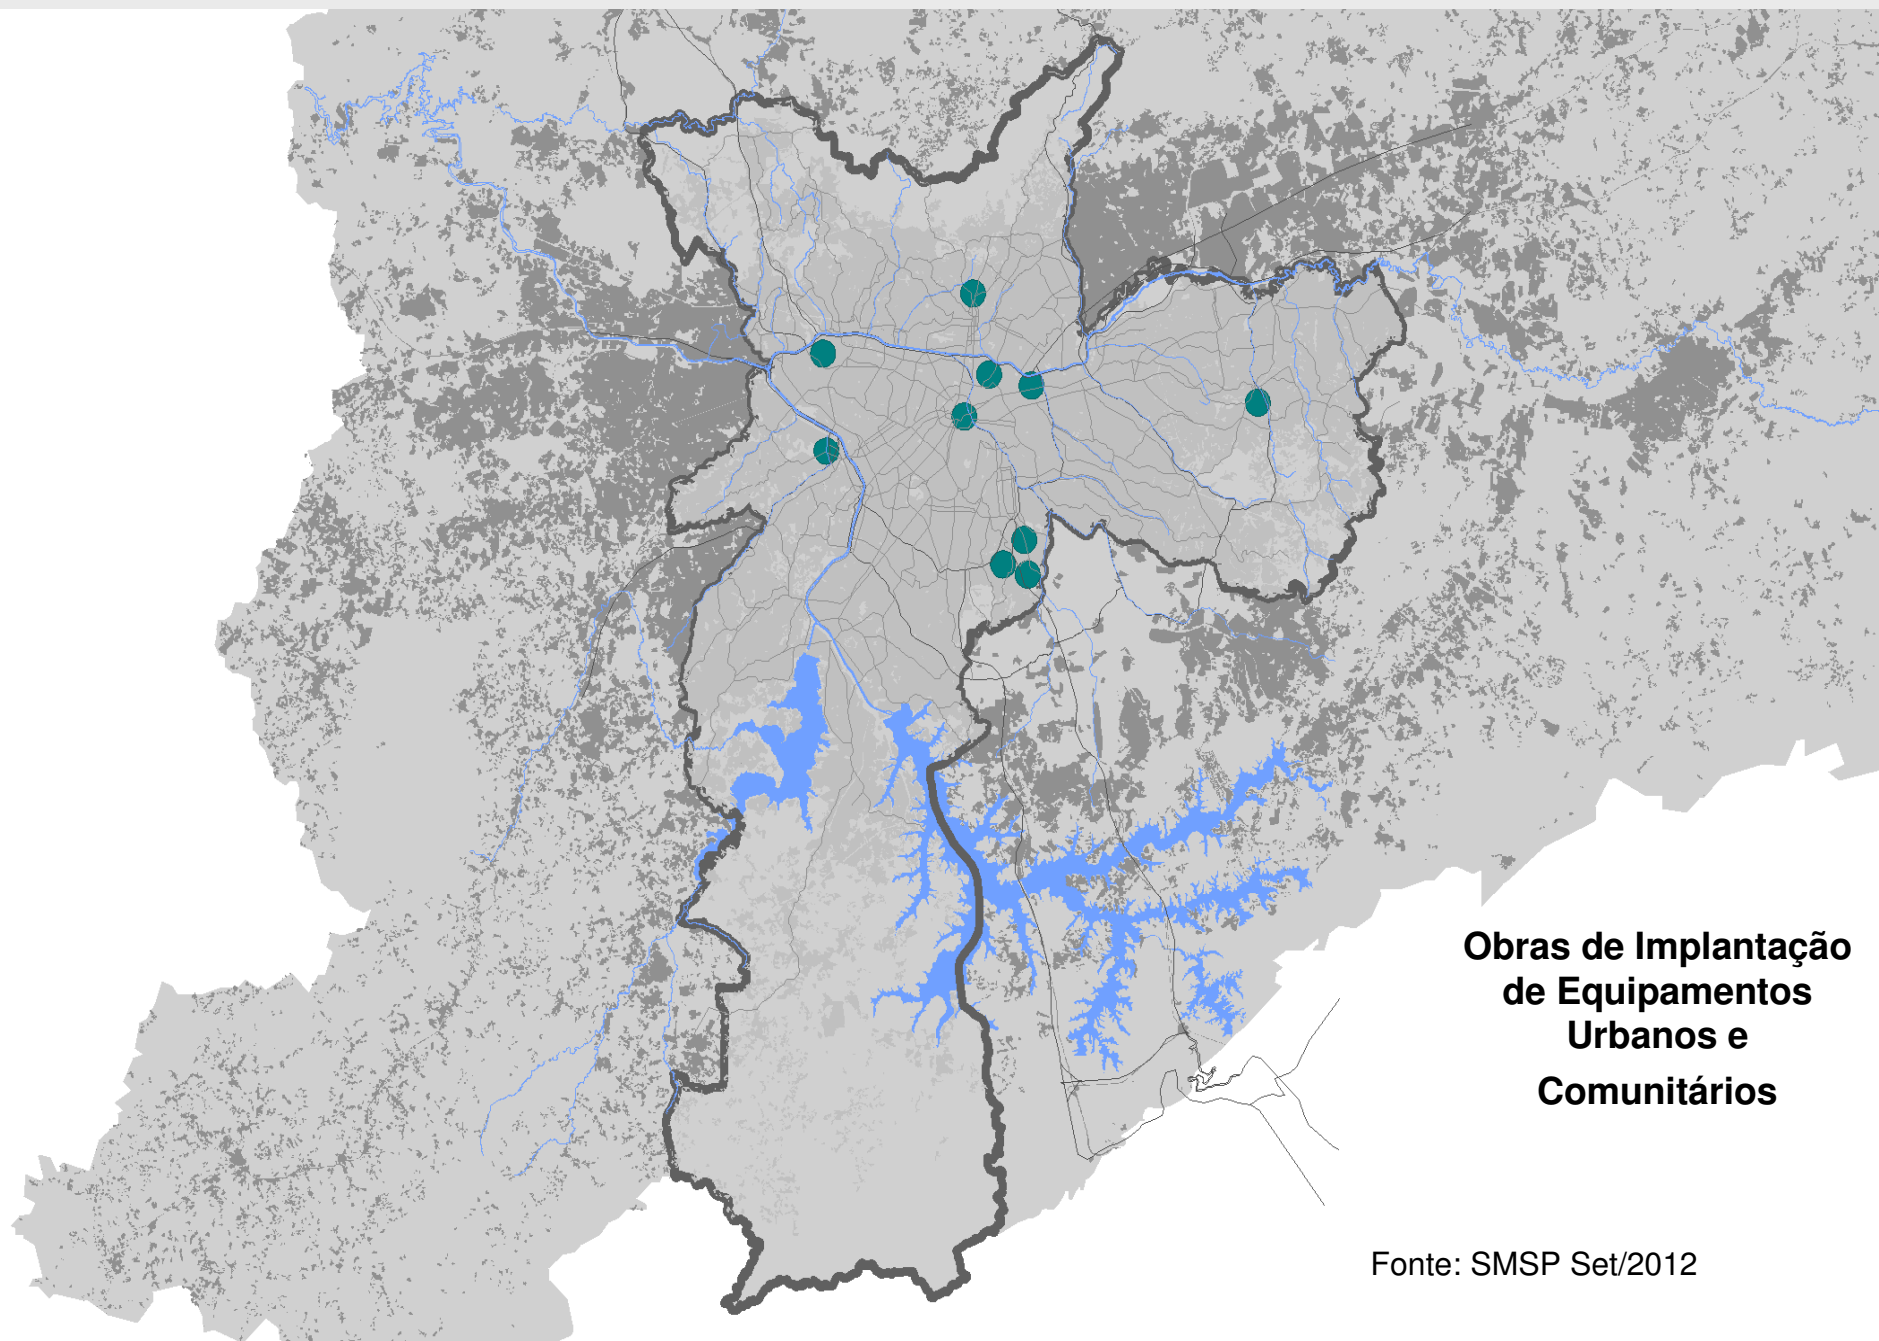 Obras de Implantação
de Equipamentos
Urbanos e
Comunitários
Fonte: SMSP Set/2012